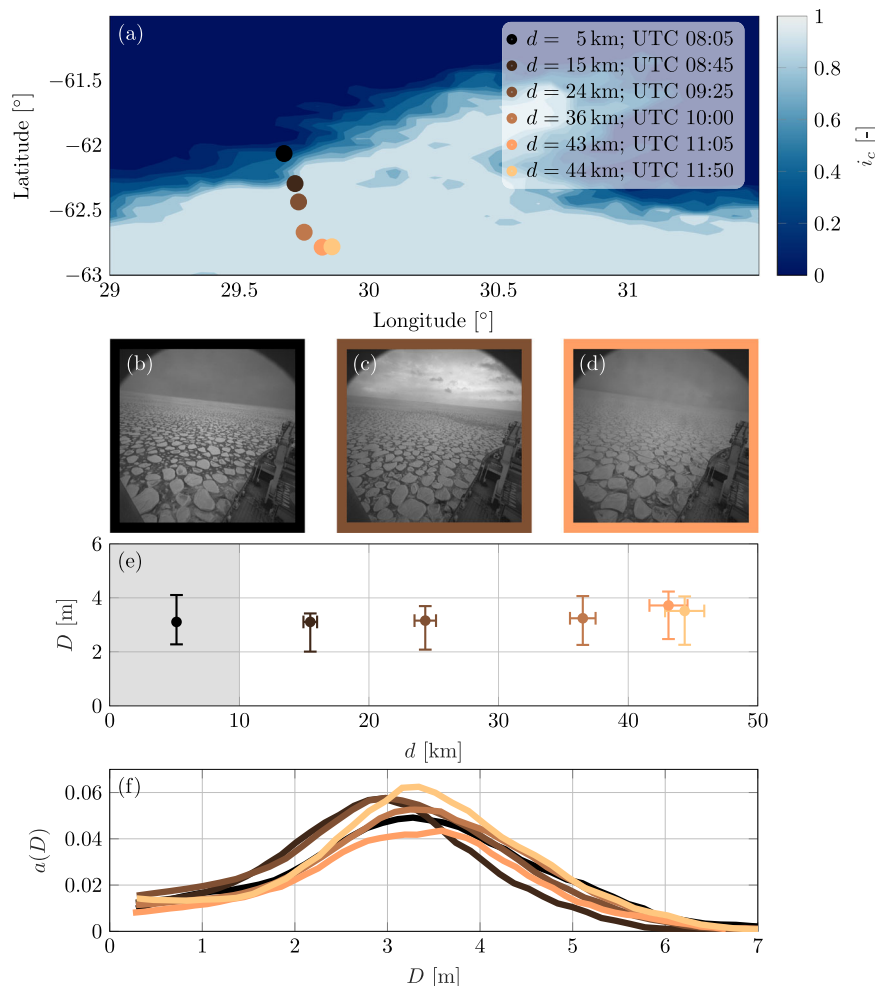 (a)
d = 5 km; UTC 08:05
d = 15 km; UTC 08:45
d = 24 km; UTC 09:25
d = 36 km; UTC 10:00
d = 43 km; UTC 11:05
d = 44 km; UTC 11:50
Latitude [°]
−61.5
−62
−62.5
−63
29
29.5
30
30.5
31
Longitude [°]
1
0.8
0.6
0.4
0.2
0
i_c [-]
(b)
(c)
(d)
(e)
D [m]
6
4
2
0
0
10
20
30
40
50
d [km]
(f)
a(D)
0.06
0.04
0.02
0
0
1
2
3
4
5
6
7
D [m]